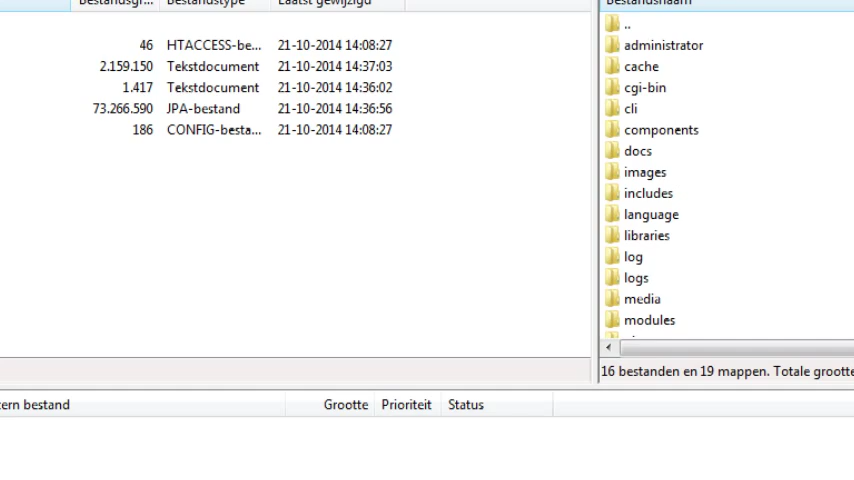 Bestandsgr... Bestandstype Laatst gewijzigd
46 HTACCESS-be... 21-10-2014 14:08:27
2.159.150 Tekstdocument 21-10-2014 14:37:03
1.417 Tekstdocument 21-10-2014 14:36:02
73.266.590 JPA-bestand 21-10-2014 14:36:56
186 CONFIG-besta... 21-10-2014 14:08:27
Bestandsnaam
..
administrator
cache
cgi-bin
cli
components
docs
images
includes
language
libraries
log
logs
media
modules
16 bestanden en 19 mappen. Totale grootte
tern bestand Grootte Prioriteit Status